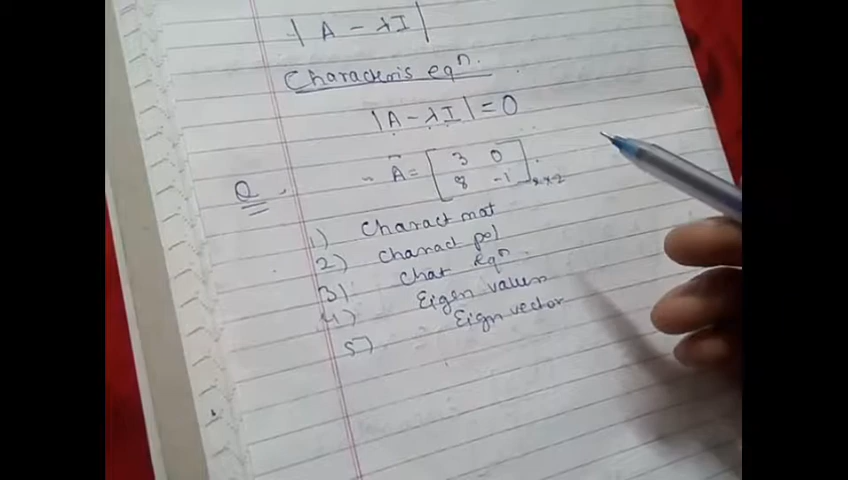 | A - λI |
Characteris eqn.
|A - λI| = 0
Q. A = [ 3 0
8 -1 ]2×2
1) Charact mat
2) Charact pol
3) Char eqn.
4) Eigen values
5) Eign vector